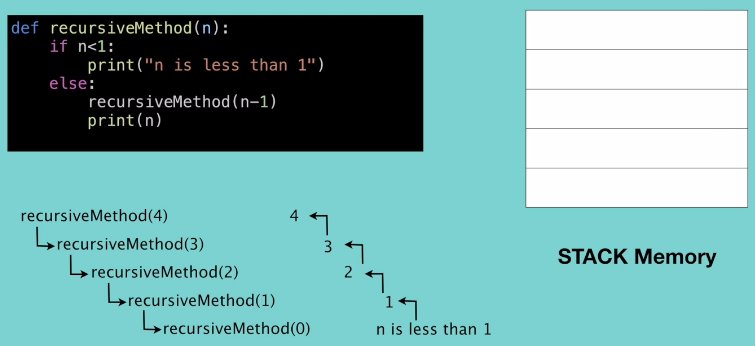 def recursiveMethod(n):
if n<1:
print("n is less than 1")
else:
recursiveMethod(n-1)
print(n)
recursiveMethod(4)
recursiveMethod(3)
recursiveMethod(2)
recursiveMethod(1)
recursiveMethod(0)
4
3
2
1
n is less than 1
STACK Memory